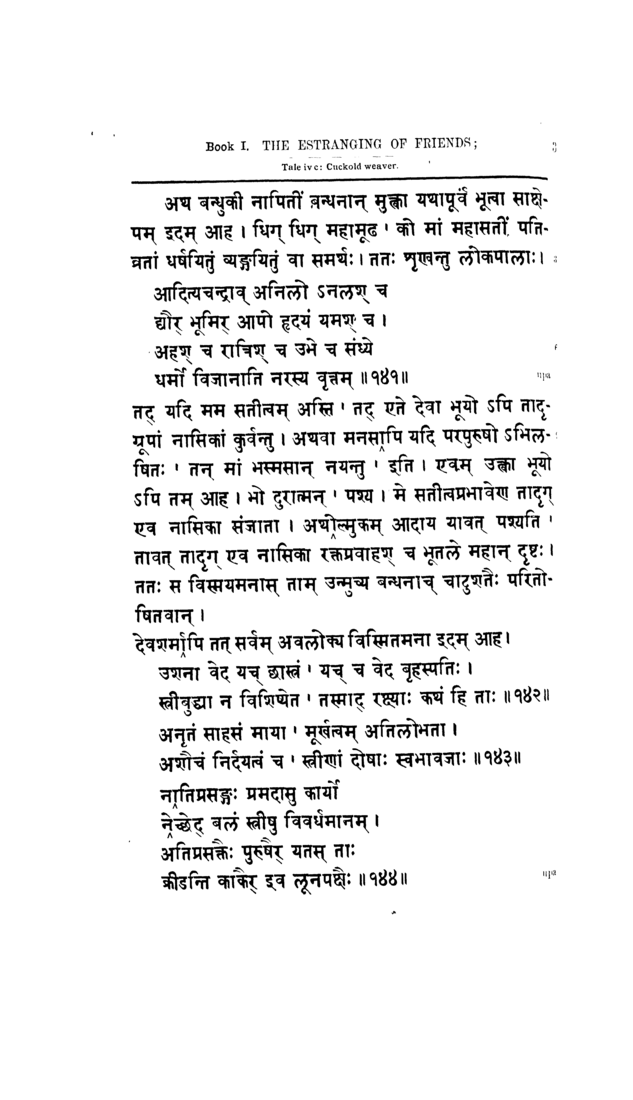 Book I. THE ESTRANGING OF FRIENDS;
Tale iv c: Cuckold weaver.
अथ बन्धुकी नापितीं बन्धनान् मुक्त्वा यथापूर्वं भूत्वा साक्षे-
पम् इदम् आह । धिग् धिग् महामूढ ' को मां महासतीं पति-
व्रतां धर्षयितुं व्यङ्गयितुं वा समर्थः । ततः शृण्वन्तु लोकपालाः ।
आदित्यचन्द्राव् अनिलो ऽनलश् च
द्यौर् भूमिर् आपो हृदयं यमश् च ।
अहश् च रात्रिश् च उभे च संध्ये
धर्मो विजानाति नरस्य वृत्तम् ॥१४१॥
तद् यदि मम सतीत्वम् अस्ति ' तद् एते देवा भूयो ऽपि तादृ-
ग्रूपां नासिकां कुर्वन्तु । अथवा मनसापि यदि परपुरुषो ऽभिल-
षितः ' तन् मां भस्मसान् नयन्तु ' इति । एवम् उक्त्वा भूयो
ऽपि तम् आह । भो दुरात्मन् ' पश्य । मे सतीत्वप्रभावेण तादृग्
एव नासिका संजाता । अथोल्मुकम् आदाय यावत् पश्यति '
तावत् तादृग् एव नासिका रक्तप्रवाहश् च भूतले महान् दृष्टः ।
ततः स विस्मयमनास् ताम् उन्मुच्य बन्धनाच् चाटुशतैः परितो-
षितवान् ।
देवशर्मापि तत् सर्वम् अवलोक्य विस्मितमना इदम् आह ।
उशना वेद यच् छास्त्रं ' यच् च वेद बृहस्पतिः ।
स्त्रीबुद्ध्या न विशिष्येत ' तस्माद् रक्ष्याः कथं हि ताः ॥१४२॥
अनृतं साहसं माया ' मूर्खत्वम् अतिलोभता ।
अशौचं निर्दयत्वं च ' स्त्रीणां दोषाः स्वभावजाः ॥१४३॥
नातिप्रसङ्गः प्रमदासु कार्यो
नेच्छेद् बलं स्त्रीषु विवर्धमानम् ।
अतिप्रसक्तैः पुरुषैर् यतस् ताः
क्रीडन्ति काकैर् इव लूनपक्षैः ॥१४४॥